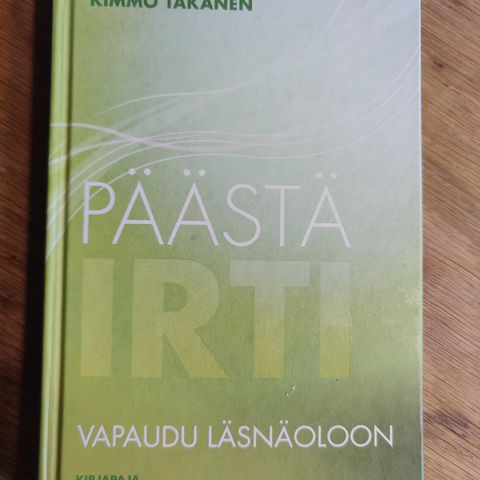 KIMMO TAKANEN
PÄÄSTÄ
IRTI
VAPAUDU LÄSNÄOLOON
KIRJAPAJA